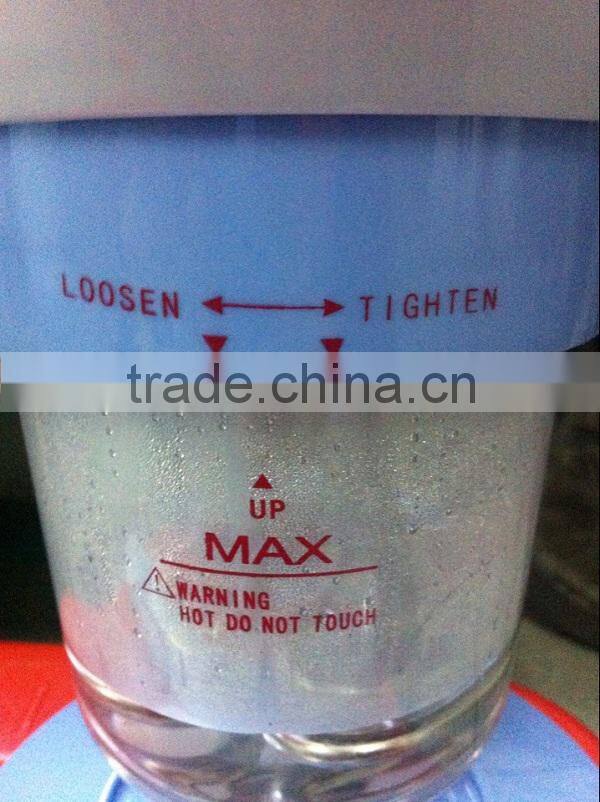 LOOSEN TIGHTEN
trade.china.cn
UP
MAX
WARNING
HOT DO NOT TOUCH